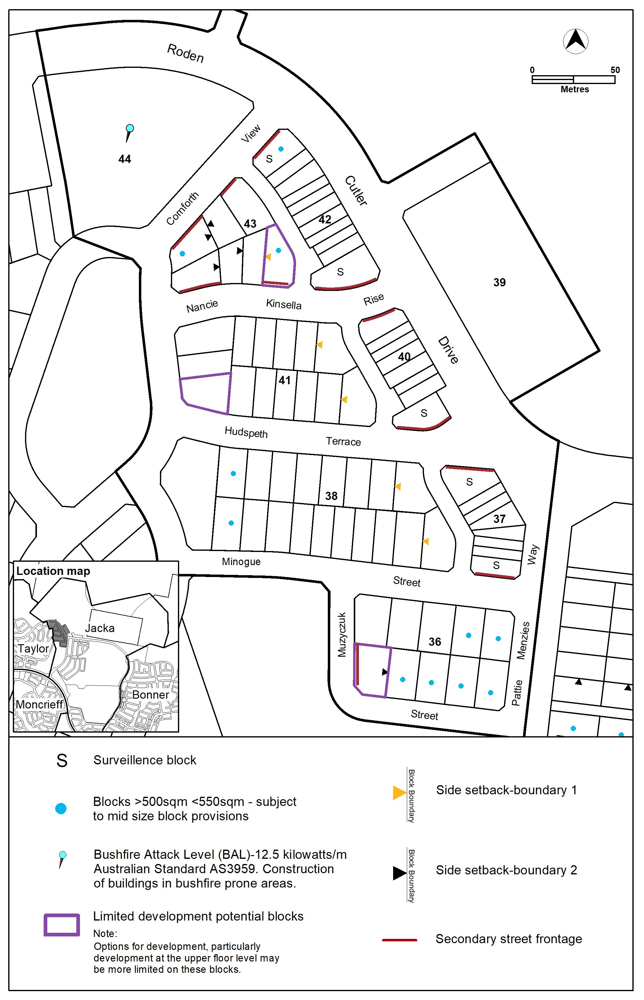 Roden
0 50
Metres
View
S
44
Cutler
Comforth
42
43
S
39
Rise
Nancie
Kinsella
Drive
40
41
S
Hudspeth
Terrace
S
38
37
Way
Minogue
S
Street
Location map
Muzyczuk
Menzies
Jacka
36
Taylor
Pattie
Bonner
Moncrieff
Street
S Surveillence block
Block Boundary
Side setback-boundary 1
Blocks >500sqm <550sqm - subject
to mid size block provisions
Bushfire Attack Level (BAL)-12.5 kilowatts/m
Australian Standard AS3959. Construction
of buildings in bushfire prone areas.
Block Boundary
Side setback-boundary 2
Limited development potential blocks
Note:
Options for development, particularly
development at the upper floor level may
be more limited on these blocks.
Secondary street frontage